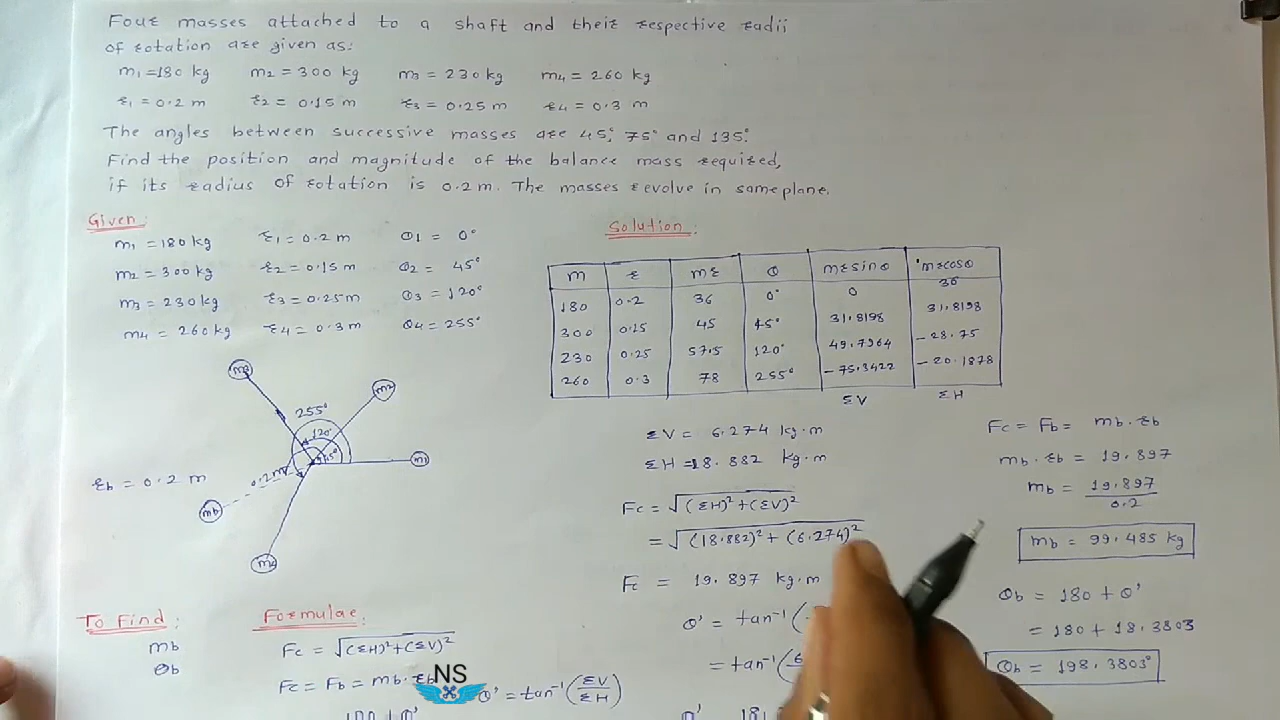 Four masses attached to a shaft and their respective radii
of rotation are given as:
m1 = 180 kg m2 = 300 kg m3 = 230 kg m4 = 260 kg
r1 = 0.2 m r2 = 0.15 m r3 = 0.25 m r4 = 0.3 m
The angles between successive masses are 45°, 75° and 135°.
Find the position and magnitude of the balance mass required,
if its radius of rotation is 0.2 m. The masses revolve in same plane.
Given:
m1 = 180 kg r1 = 0.2 m θ1 = 0°
m2 = 300 kg r2 = 0.15 m θ2 = 45°
m3 = 230 kg r3 = 0.25 m θ3 = 120°
m4 = 260 kg r4 = 0.3 m θ4 = 255°
m3
m2
255°
120°
45°
m1
rb = 0.2 m
0.2 m
mb
m4
To Find:
mb
θb
Formulae:
Fc = √(ΣH)² + (ΣV)²
Fc = Fb = mb. rb
θ' = tan⁻¹ (ΣV/ΣH)
180 + θ'
NS
Solution:
m r mr θ mrsinθ mrcosθ
180 0.2 36 0° 0 36
300 0.15 45 45° 31.8198 31.8198
230 0.25 57.5 120° 49.7964 -28.75
260 0.3 78 255° -75.3422 -20.1878
ΣV ΣH
ΣV = 6.274 kg.m
ΣH = 18.882 kg.m
Fc = √(ΣH)² + (ΣV)²
= √(18.882)² + (6.274)²
Fc = 19.897 kg.m
θ' = tan⁻¹ (
= tan⁻¹ (6
θ' 18.
Fc = Fb = mb. rb
mb. rb = 19.897
mb = 19.897/0.2
mb = 99.485 kg
θb = 180 + θ'
= 180 + 18.3803
θb = 198.3803°